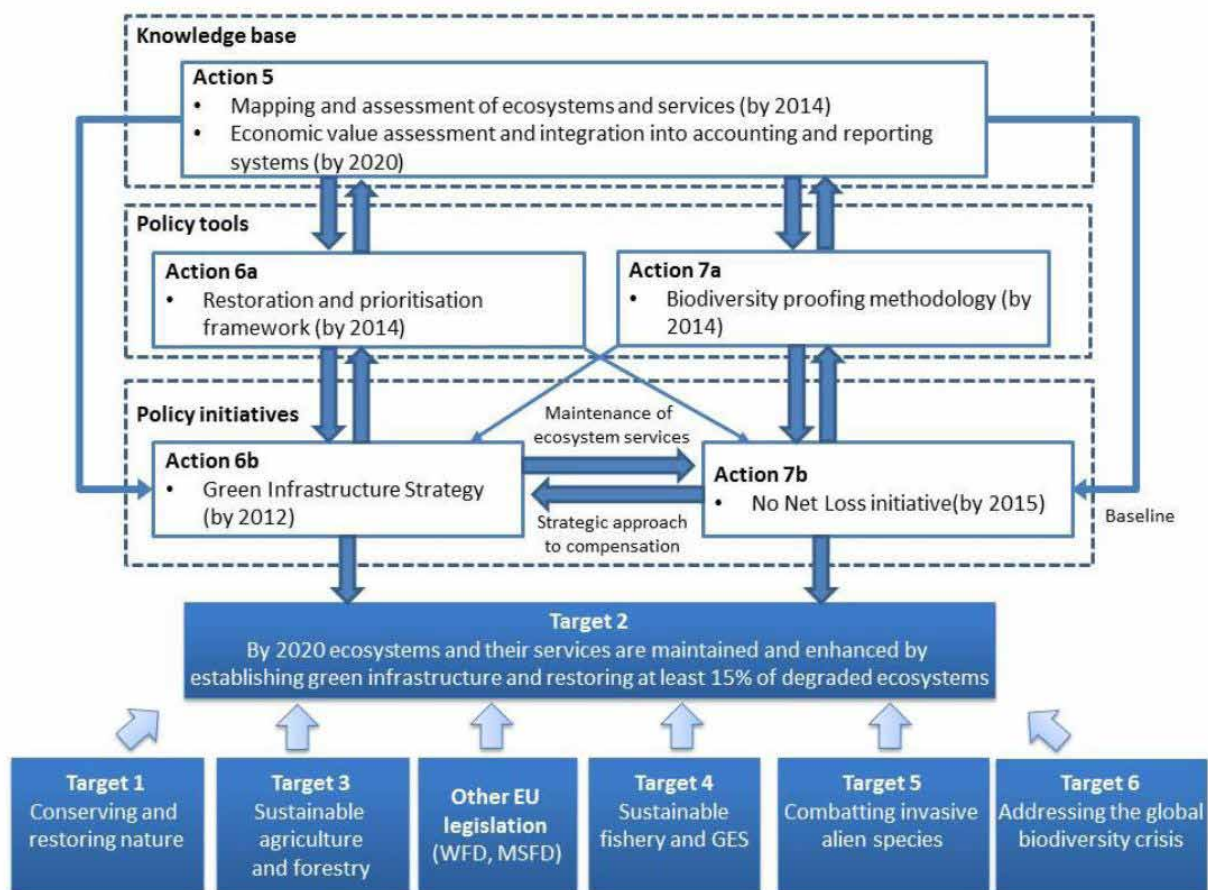 Knowledge base
Action 5
• Mapping and assessment of ecosystems and services (by 2014)
• Economic value assessment and integration into accounting and reporting
systems (by 2020)
Policy tools
Action 6a
• Restoration and prioritisation
framework (by 2014)
Action 7a
• Biodiversity proofing methodology (by
2014)
Policy initiatives
Maintenance of
ecosystem services
Action 6b
• Green Infrastructure Strategy
(by 2012)
Action 7b
• No Net Loss initiative(by 2015)
Strategic approach
to compensation
Baseline
Target 2
By 2020 ecosystems and their services are maintained and enhanced by
establishing green infrastructure and restoring at least 15% of degraded ecosystems
Target 1
Conserving and
restoring nature
Target 3
Sustainable
agriculture
and forestry
Other EU
legislation
(WFD, MSFD)
Target 4
Sustainable
fishery and GES
Target 5
Combatting invasive
alien species
Target 6
Addressing the global
biodiversity crisis